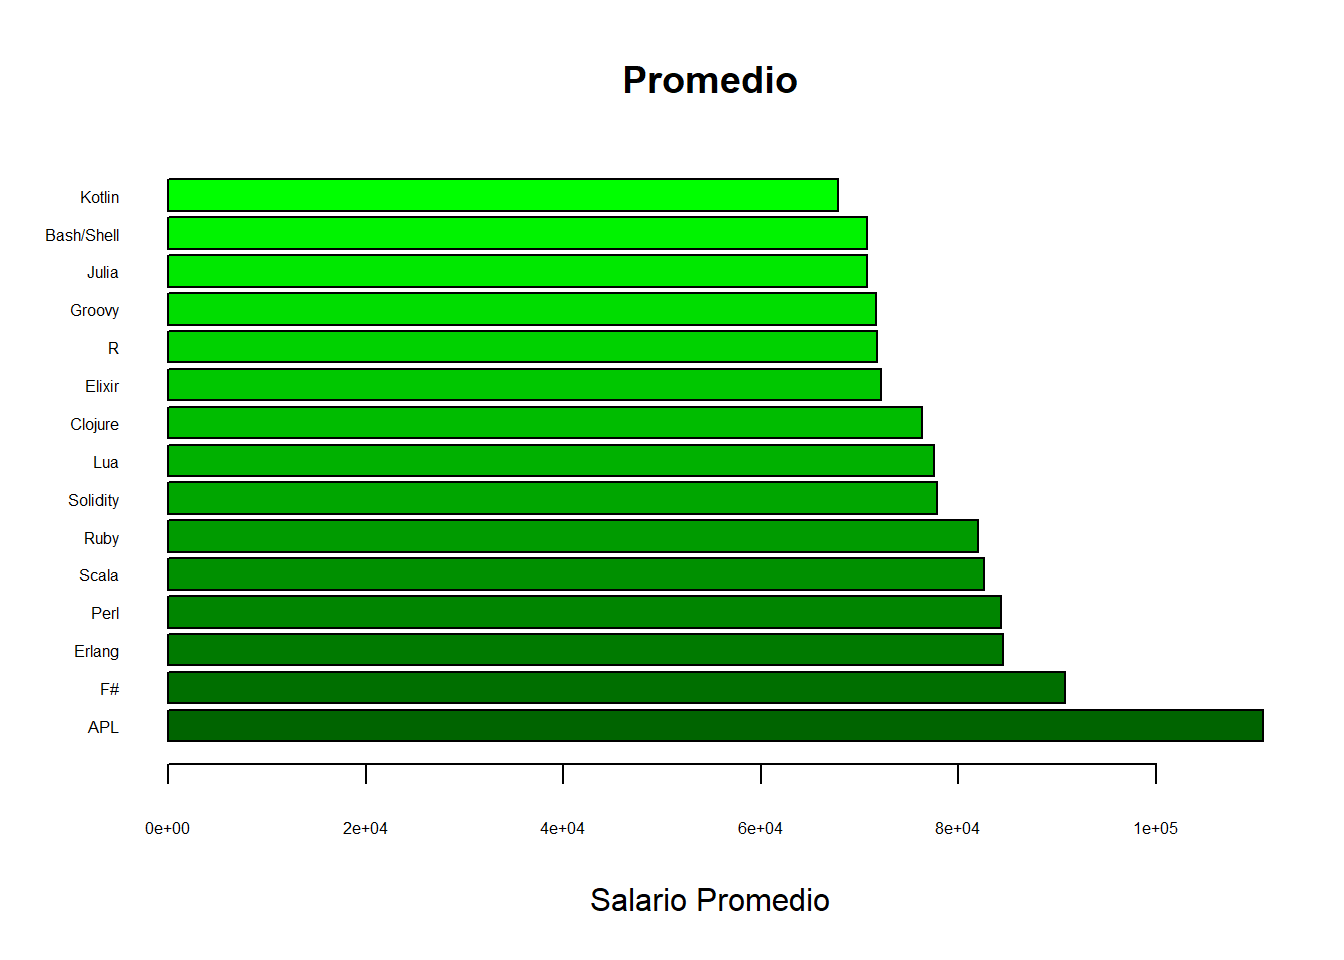 Promedio
Kotlin
Bash/Shell
Julia
Groovy
R
Elixir
Clojure
Lua
Solidity
Ruby
Scala
Perl
Erlang
F#
APL
0e+00 2e+04 4e+04 6e+04 8e+04 1e+05
Salario Promedio